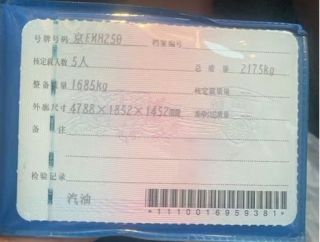 号牌号码 京FMH259 档案编号
核定载人数 5人 总质量 2175kg
整备质量 1685kg 核定载质量
外廓尺寸 4788×1852×1452mm
备注
检验记录
汽油
*1110016959381*